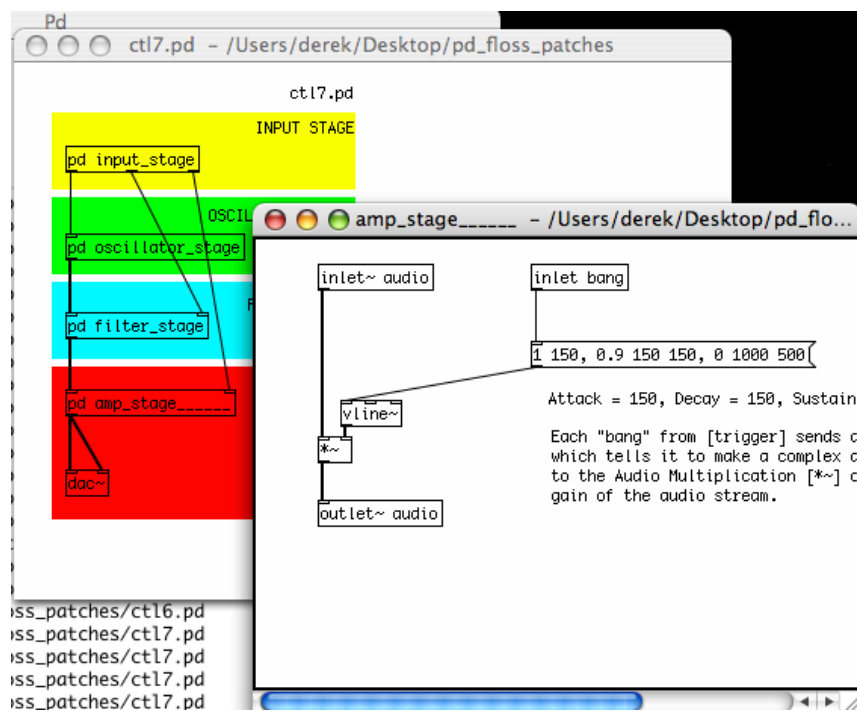 Pd
ctl7.pd - /Users/derek/Desktop/pd_floss_patches
ctl7.pd
INPUT STAGE
pd input_stage
OSCIL
pd oscillator_stage
pd filter_stage
pd amp_stage______
dac~
amp_stage______ - /Users/derek/Desktop/pd_flo...
inlet~ audio
inlet bang
1 150, 0.9 150 150, 0 1000 500
Attack = 150, Decay = 150, Sustain
vline~
Each "bang" from [trigger] sends
which tells it to make a complex
*~
to the Audio Multiplication [*~]
gain of the audio stream.
outlet~ audio
oss_patches/ctl6.pd
oss_patches/ctl7.pd
oss_patches/ctl7.pd
oss_patches/ctl7.pd
oss_patches/ctl7.pd